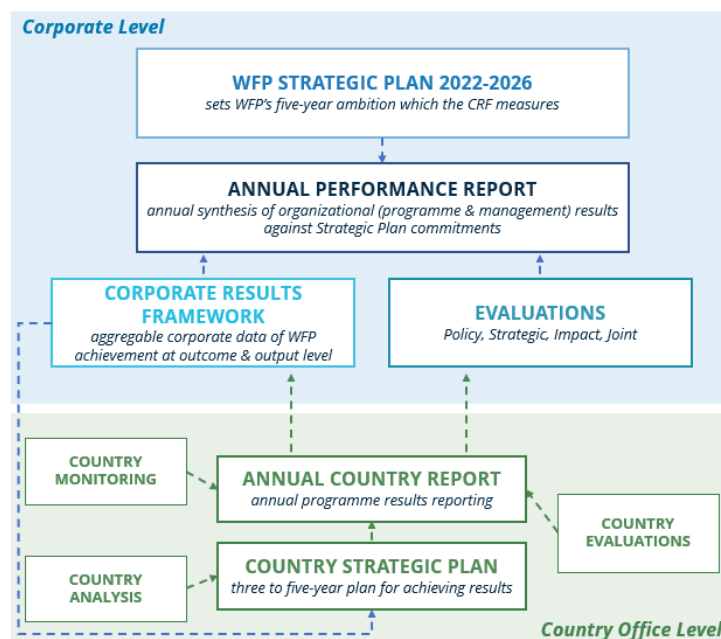 Corporate Level
WFP STRATEGIC PLAN 2022-2026
sets WFP's five-year ambition which the CRF measures
ANNUAL PERFORMANCE REPORT
annual synthesis of organizational (programme & management) results
against Strategic Plan commitments
CORPORATE RESULTS
FRAMEWORK
aggregable corporate data of WFP
achievement at outcome & output level
EVALUATIONS
Policy, Strategic, Impact, Joint
COUNTRY
MONITORING
ANNUAL COUNTRY REPORT
annual programme results reporting
COUNTRY
EVALUATIONS
COUNTRY
ANALYSIS
COUNTRY STRATEGIC PLAN
three to five-year plan for achieving results
Country Office Level